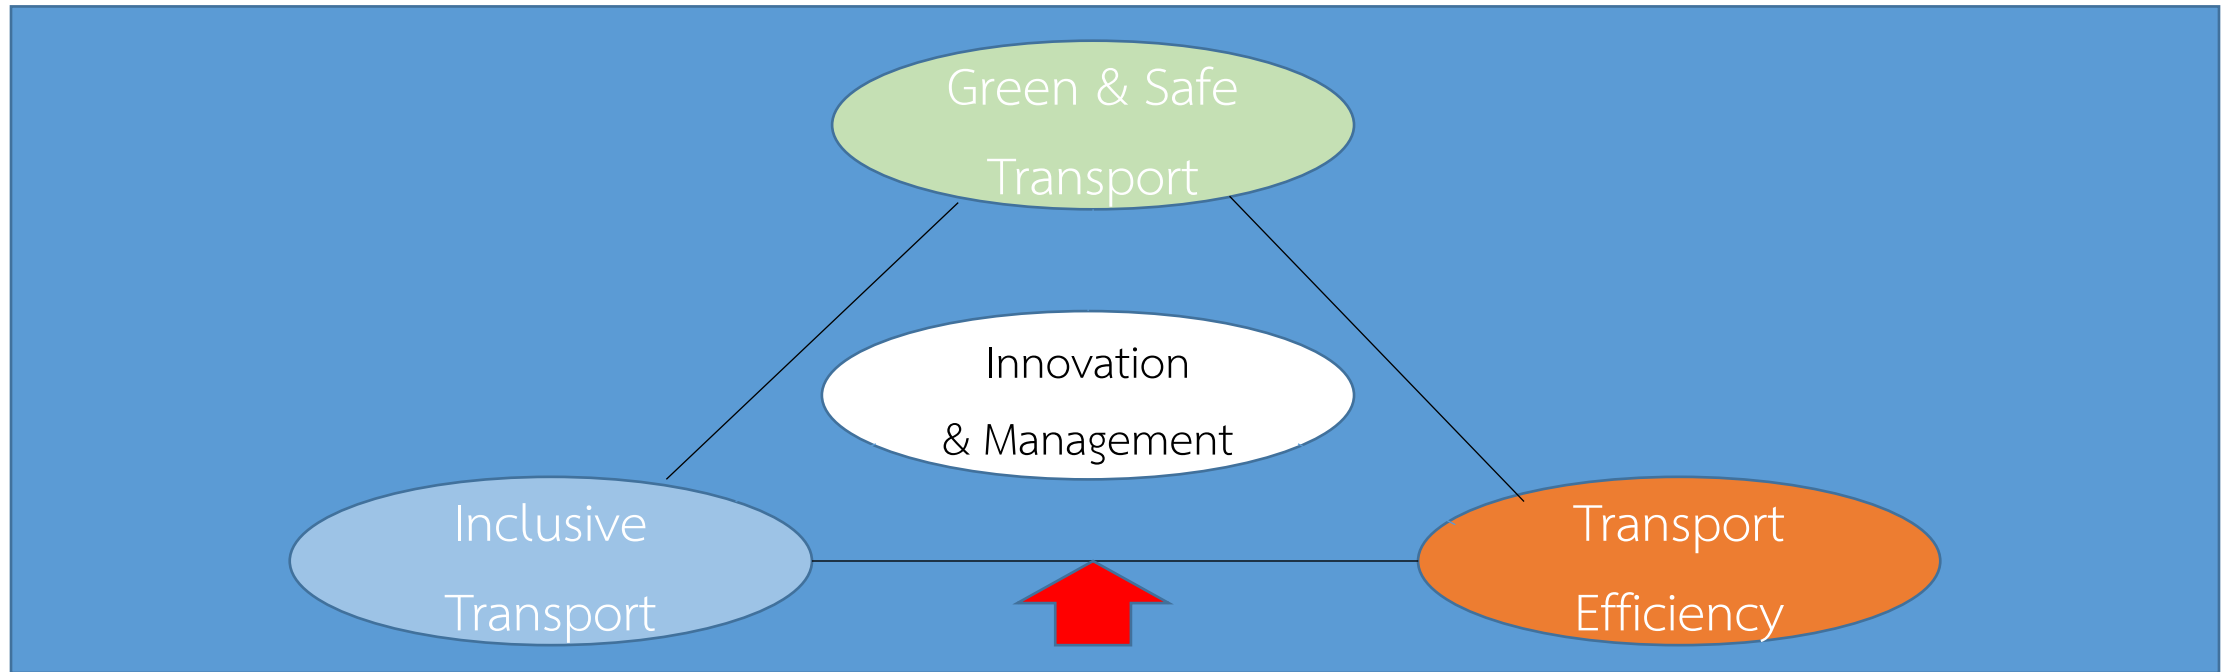 Green & Safe
Transport
Innovation
& Management
Inclusive
Transport
Transport
Efficiency